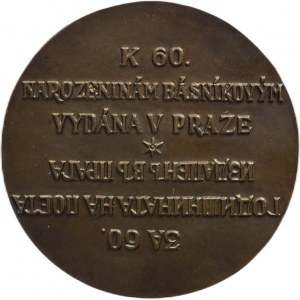 K 60.
NAROZENINÁM BÁSNÍKOVÝM
VYDÁNA V PRAZE
ЗА 60.
ГОДИШНИНАТА НА ПОЕТА
ИЗДАДЕНЪ ВЪ ПРАГА